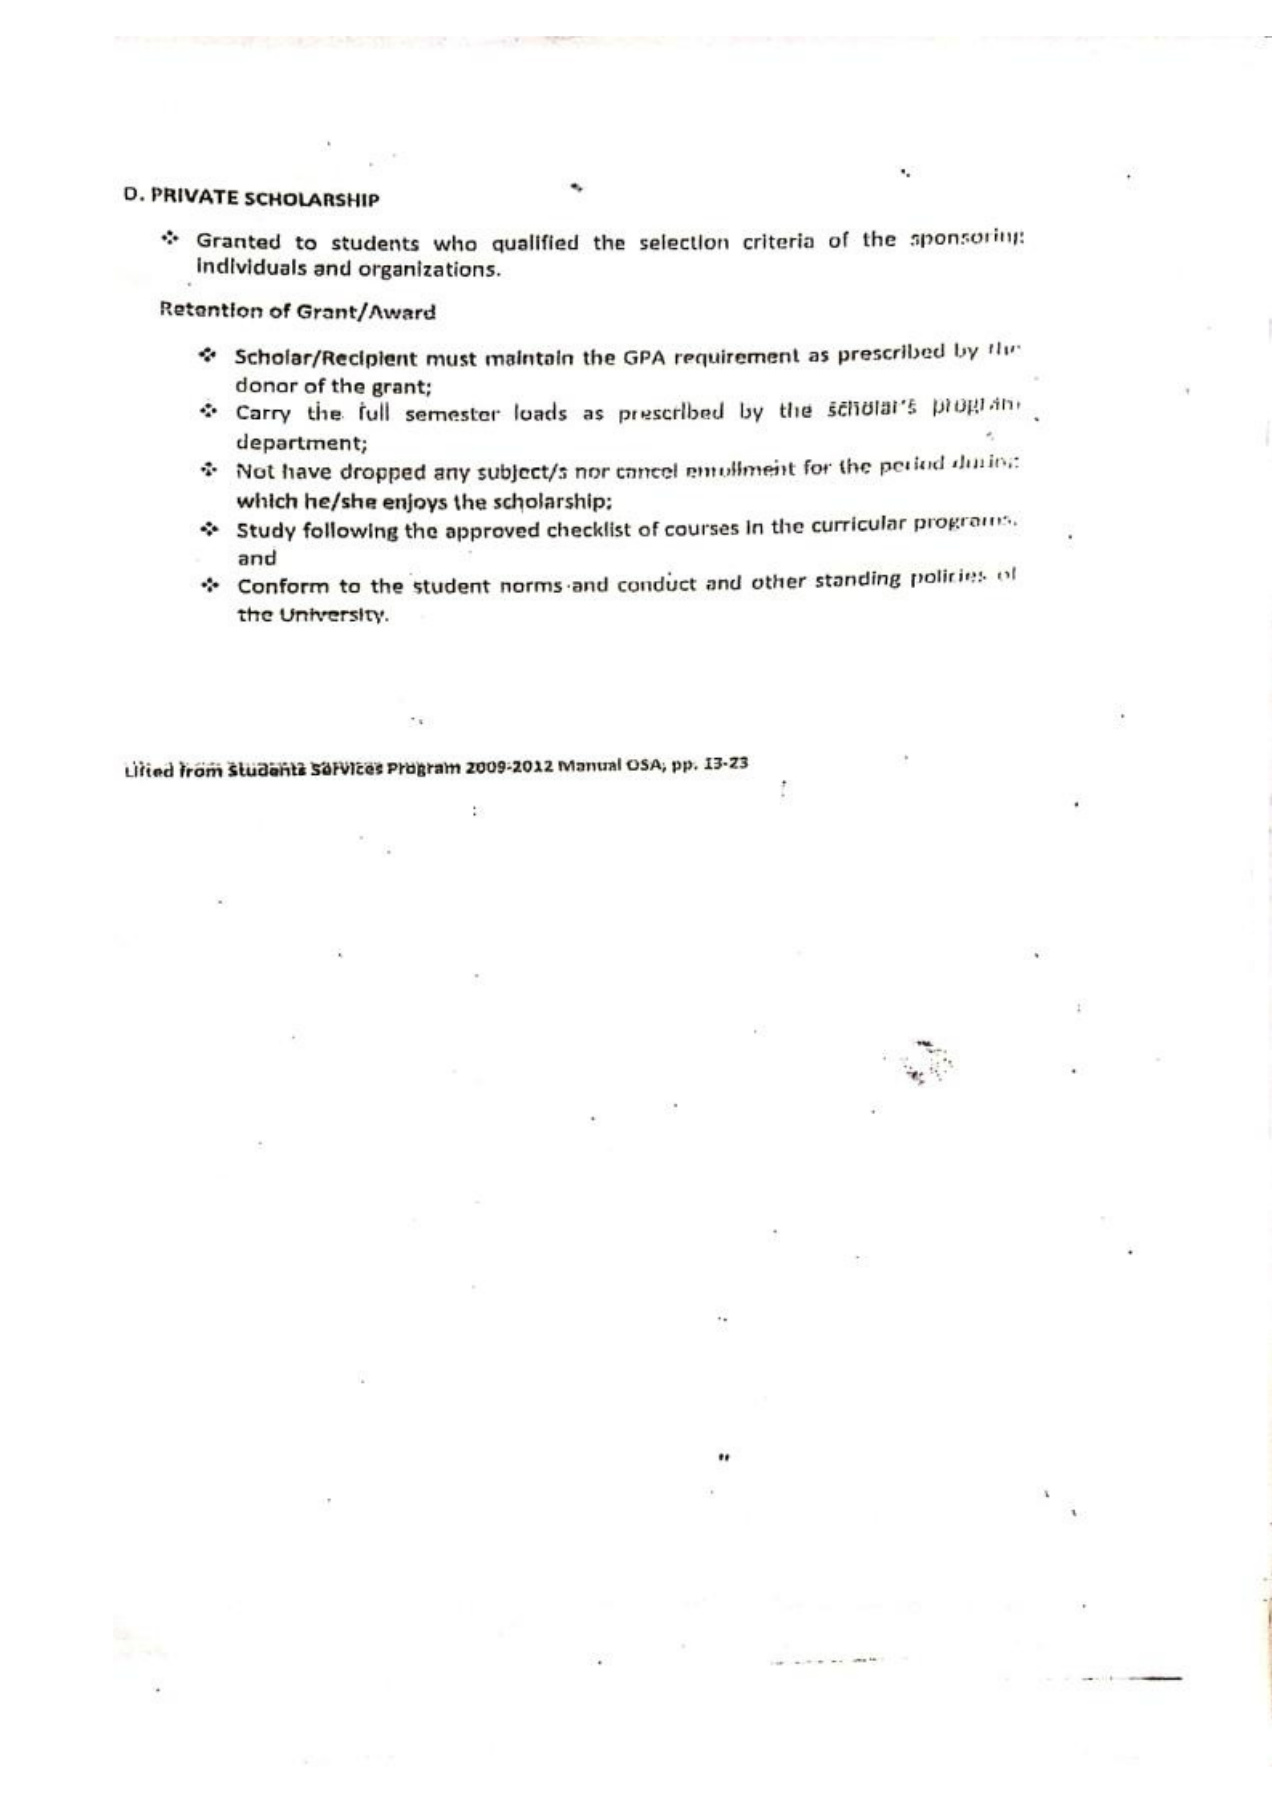 D. PRIVATE SCHOLARSHIP
❖ Granted to students who qualified the selection criteria of the sponsoring
individuals and organizations.
Retention of Grant/Award
❖ Scholar/Recipient must maintain the GPA requirement as prescribed by the
donor of the grant;
❖ Carry the full semester loads as prescribed by the scholar's program
department;
❖ Not have dropped any subject/s nor cancel enrollment for the period during
which he/she enjoys the scholarship;
❖ Study following the approved checklist of courses in the curricular programs,
and
❖ Conform to the student norms and conduct and other standing policies of
the University.
Lifted from Students Services Program 2009-2012 Manual OSA, pp. 13-23